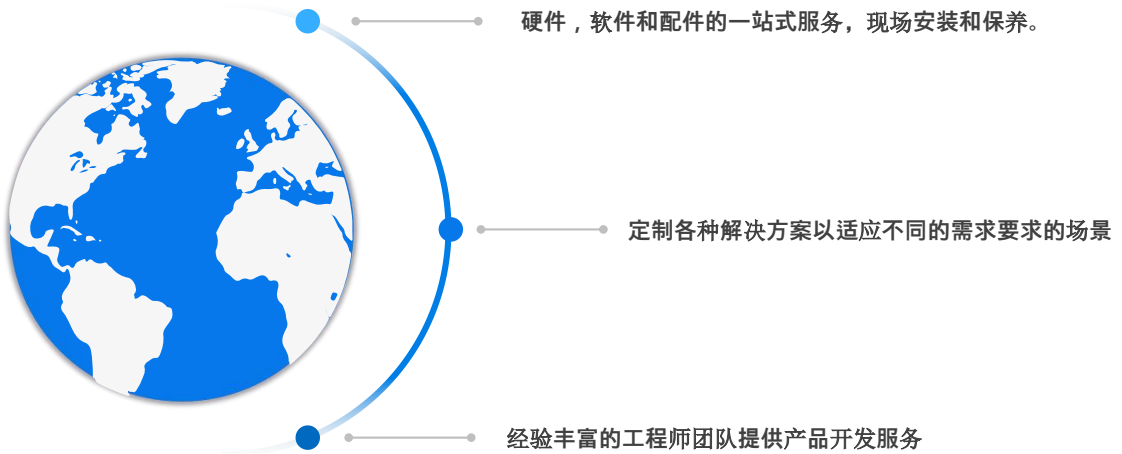 硬件，软件和配件的一站式服务，现场安装和保养。
定制各种解决方案以适应不同的需求要求的场景
经验丰富的工程师团队提供产品开发服务